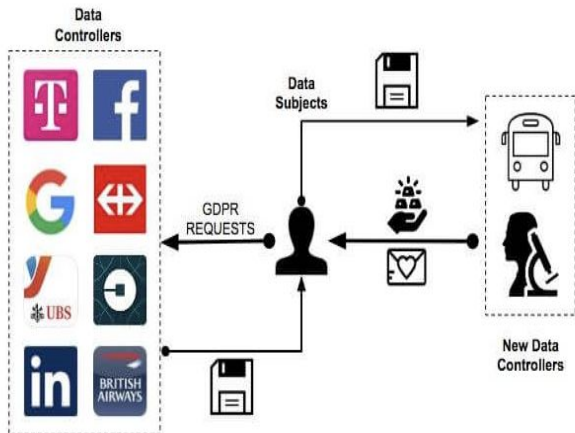 Data
Controllers
Data
Subjects
GDPR
REQUESTS
UBS
in
BRITISH
AIRWAYS
New Data
Controllers